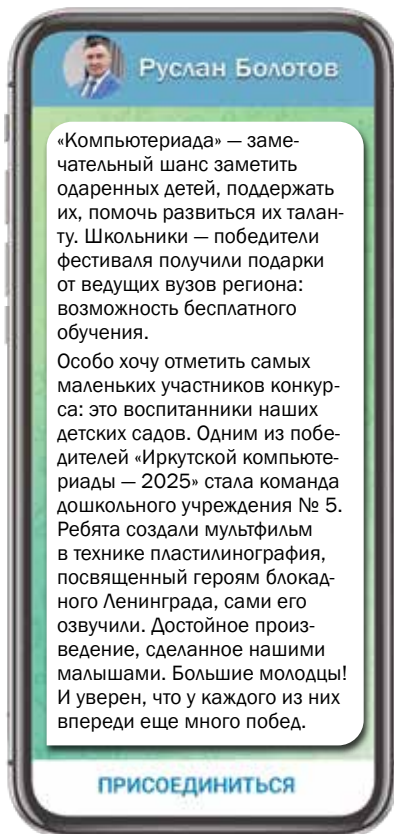 Руслан Болотов
«Компьютериада» — заме-
чательный шанс заметить
одаренных детей, поддержать
их, помочь развиться их талан-
ту. Школьники — победители
фестиваля получили подарки
от ведущих вузов региона:
возможность бесплатного
обучения.
Особо хочу отметить самых
маленьких участников конкур-
са: это воспитанники наших
детских садов. Одним из побе-
дителей «Иркутской компьюте-
риады — 2025» стала команда
дошкольного учреждения № 5.
Ребята создали мультфильм
в технике пластилинография,
посвященный героям блокад-
ного Ленинграда, сами его
озвучили. Достойное произ-
ведение, сделанное нашими
малышами. Большие молодцы!
И уверен, что у каждого из них
впереди еще много побед.
ПРИСОЕДИНИТЬСЯ